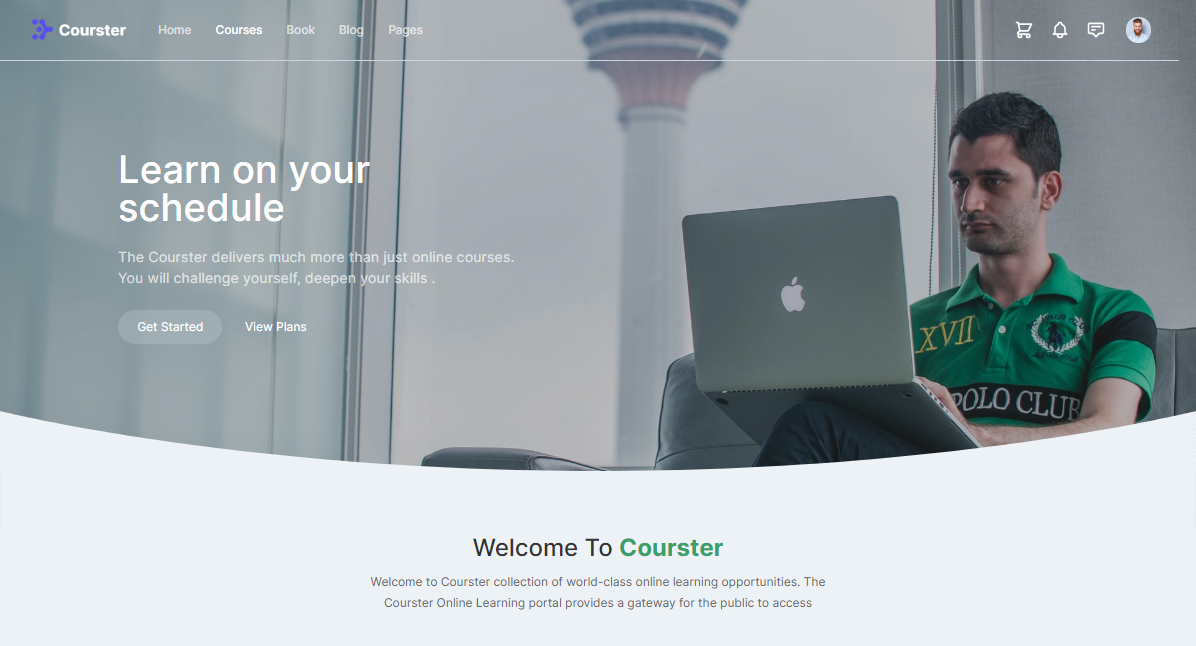 Courster Home Courses Book Blog Pages
Learn on your
schedule
The Courster delivers much more than just online courses.
You will challenge yourself, deepen your skills .
Get Started View Plans
XVII
POLO CLUB
Welcome To Courster
Welcome to Courster collection of world-class online learning opportunities. The
Courster Online Learning portal provides a gateway for the public to access